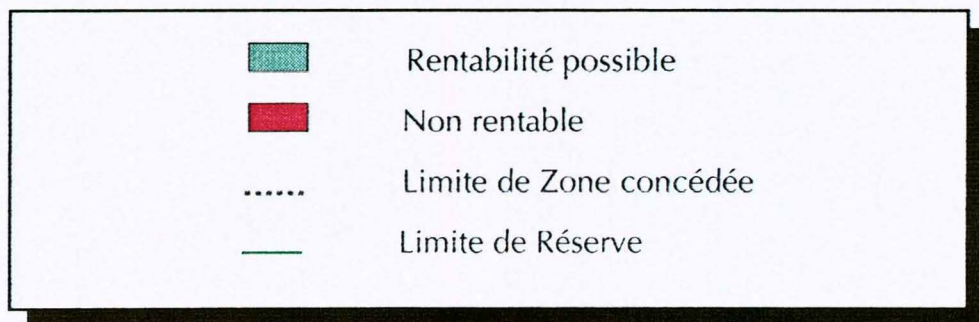 Rentabilité possible
Non rentable
Limite de Zone concédée
Limite de Réserve